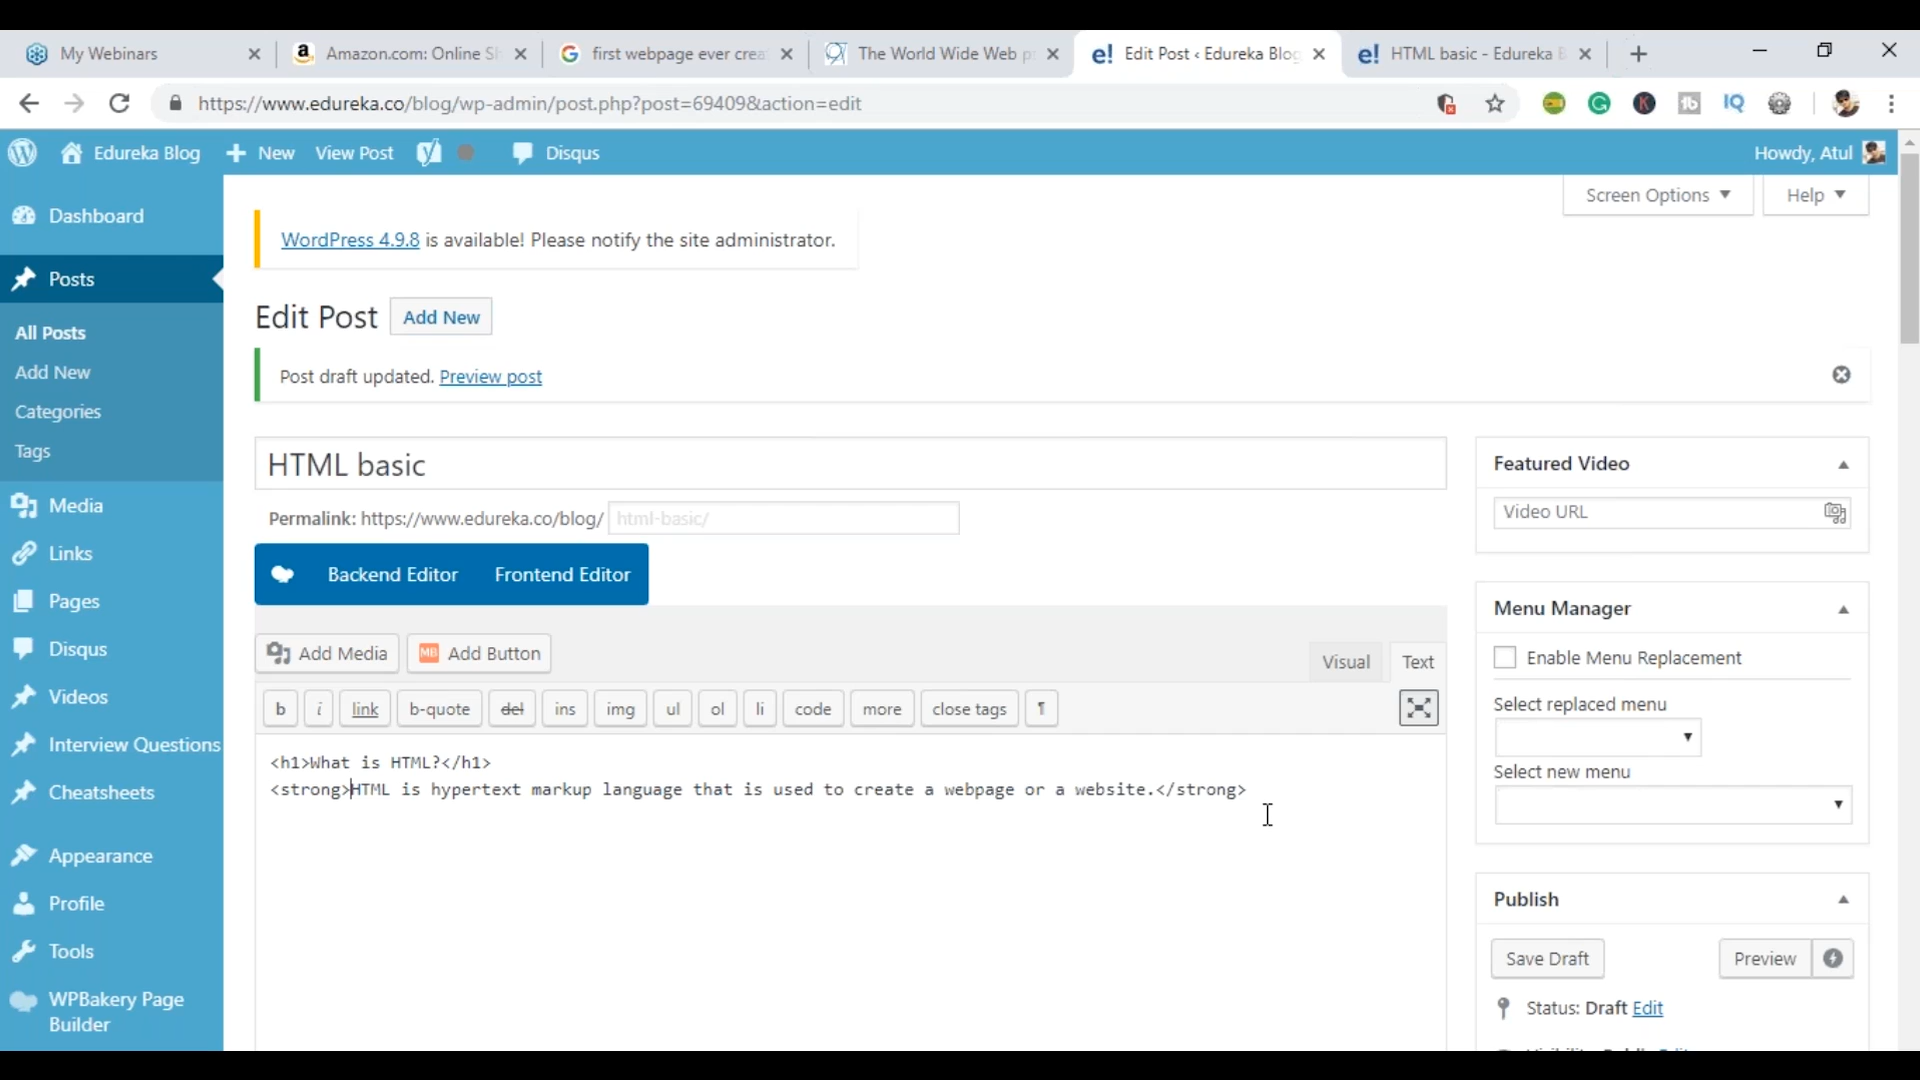 My Webinars
Amazon.com: Online Sh
first webpage ever crea
The World Wide Web p
Edit Post ‹ Edureka Blog
HTML basic - Edureka B
https://www.edureka.co/blog/wp-admin/post.php?post=69409&action=edit
Edureka Blog
New
View Post
Disqus
Howdy, Atul
Screen Options
Help
Dashboard
Posts
All Posts
Add New
Categories
Tags
Media
Links
Pages
Disqus
Videos
Interview Questions
Cheatsheets
Appearance
Profile
Tools
WPBakery Page
Builder
WordPress 4.9.8 is available! Please notify the site administrator.
Edit Post
Add New
Post draft updated. Preview post
HTML basic
Permalink: https://www.edureka.co/blog/ html-basic/
Backend Editor
Frontend Editor
Add Media
MB Add Button
Visual
Text
b
i
link
b-quote
del
ins
img
ul
ol
li
code
more
close tags
¶
<h1>What is HTML?</h1>
<strong>HTML is hypertext markup language that is used to create a webpage or a website.</strong>
Featured Video
Video URL
Menu Manager
Enable Menu Replacement
Select replaced menu
Select new menu
Publish
Save Draft
Preview
Status: Draft Edit